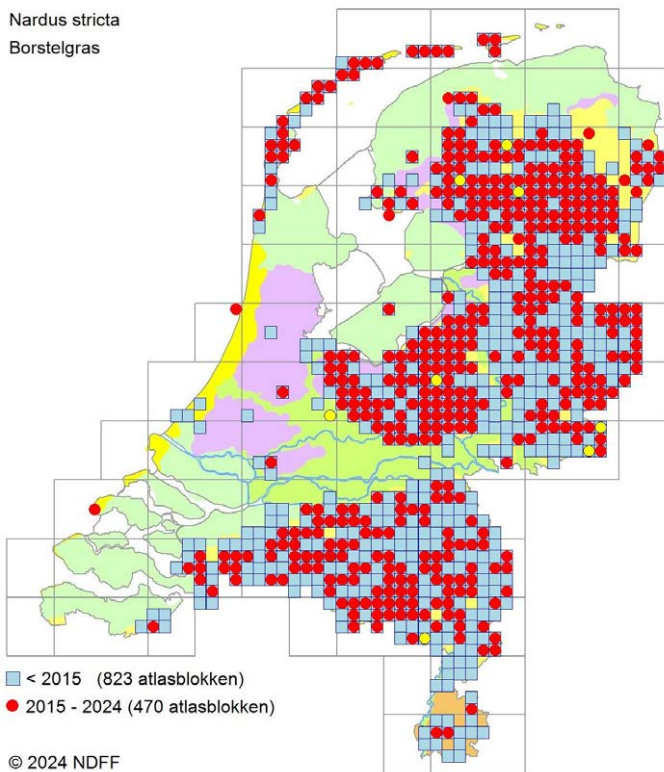 Nardus stricta
Borstelgras
< 2015 (823 atlasblokken)
2015 - 2024 (470 atlasblokken)
© 2024 NDFF